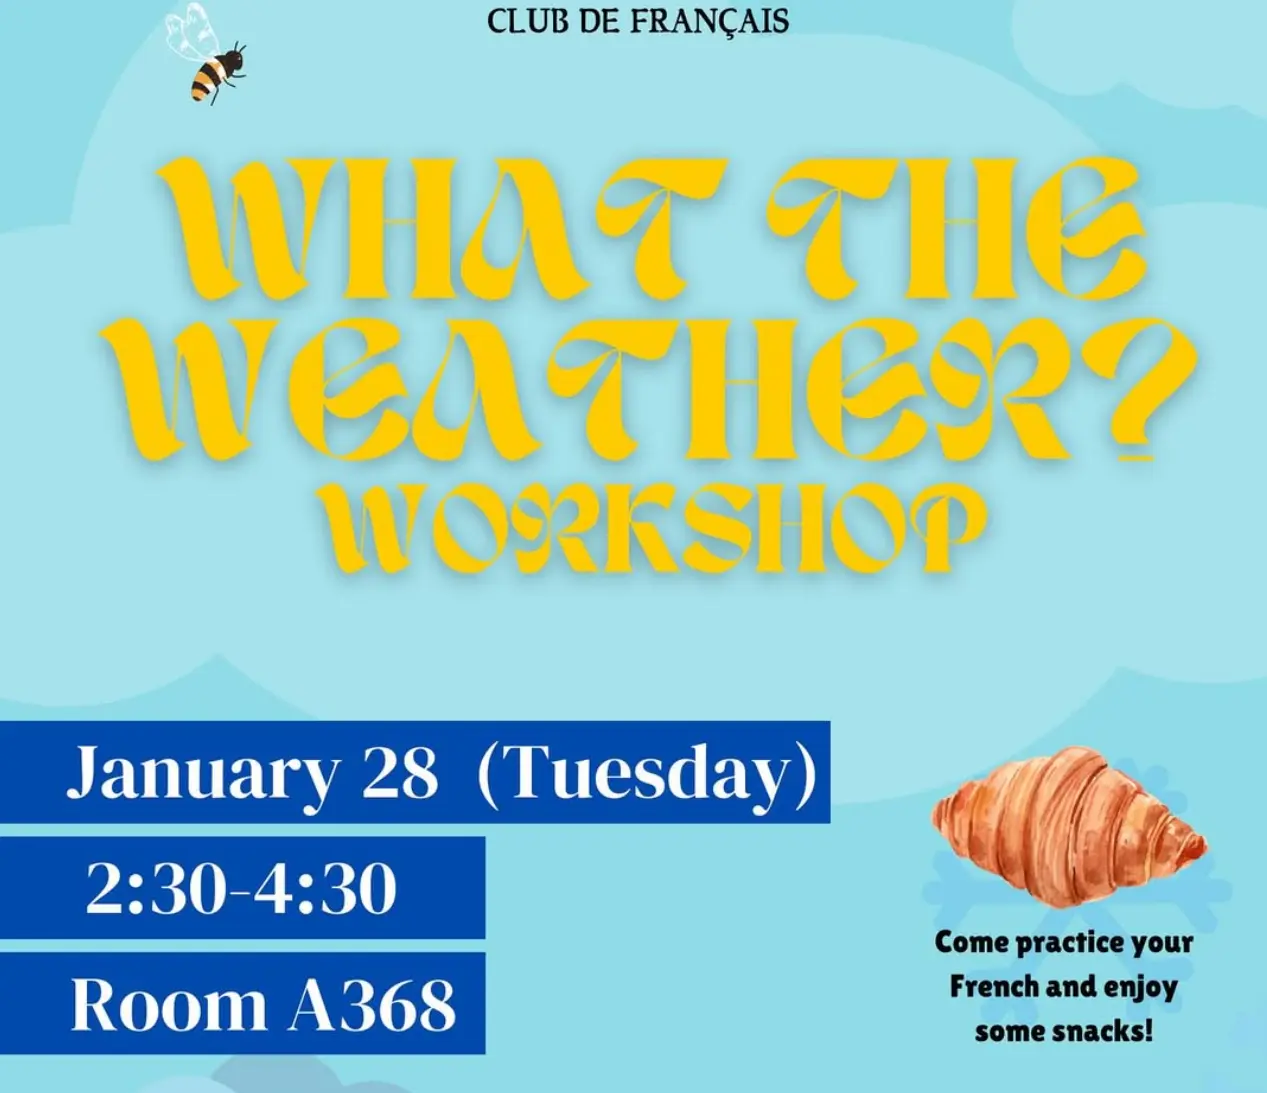 CLUB DE FRANÇAIS
WHAT THE
WEATHER?
WORKSHOP
January 28 (Tuesday)
2:30-4:30
Room A368
Come practice your
French and enjoy
some snacks!